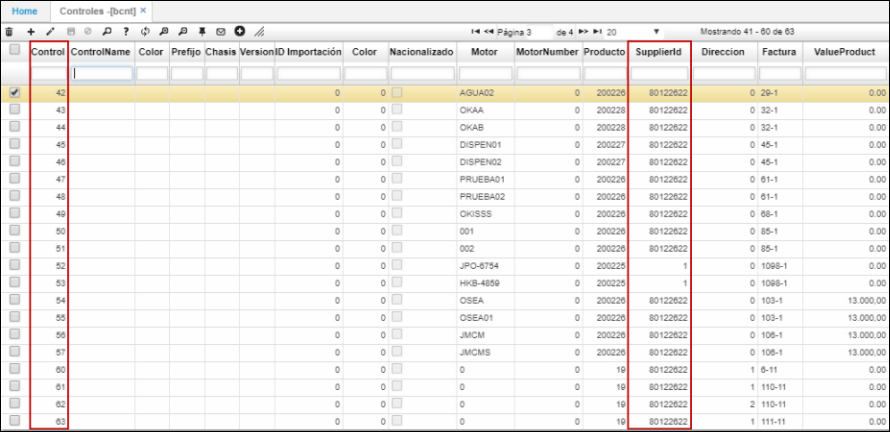 Home Controles -[bcnt] ×
Página 3 de 4 20 Mostrando 41 - 60 de 63
Control ControlName Color Prefijo Chasis Version ID Importación Color Nacionalizado Motor MotorNumber Producto SupplierId Direccion Factura ValueProduct
42 0 0 AGUA02 0 200226 80122622 0 29-1 0.00
43 0 0 OKAA 0 200228 80122622 0 32-1 0.00
44 0 0 OKAB 0 200228 80122622 0 32-1 0.00
45 0 0 DISPEN01 0 200227 80122622 0 45-1 0.00
46 0 0 DISPEN02 0 200227 80122622 0 45-1 0.00
47 0 0 PRUEBA01 0 200226 80122622 0 61-1 0.00
48 0 0 PRUEBA02 0 200226 80122622 0 61-1 0.00
49 0 0 OKISSS 0 200226 80122622 0 68-1 0.00
50 0 0 001 0 200226 80122622 0 85-1 0.00
51 0 0 002 0 200226 80122622 0 85-1 0.00
52 0 0 JPO-6754 0 200225 1 0 1098-1 0.00
53 0 0 HKB-4859 0 200225 1 0 1098-1 0.00
54 0 0 OSEA 0 200226 80122622 0 103-1 13.000,00
55 0 0 OSEA01 0 200226 80122622 0 103-1 13.000,00
56 0 0 JMCM 0 200226 80122622 0 106-1 13.000,00
57 0 0 JMCMS 0 200226 80122622 0 106-1 13.000,00
60 0 0 0 0 19 80122622 1 6-11 0.00
61 0 0 0 0 19 80122622 1 110-11 0.00
62 0 0 0 0 19 80122622 2 110-11 0.00
63 0 0 0 0 19 80122622 1 111-11 0.00